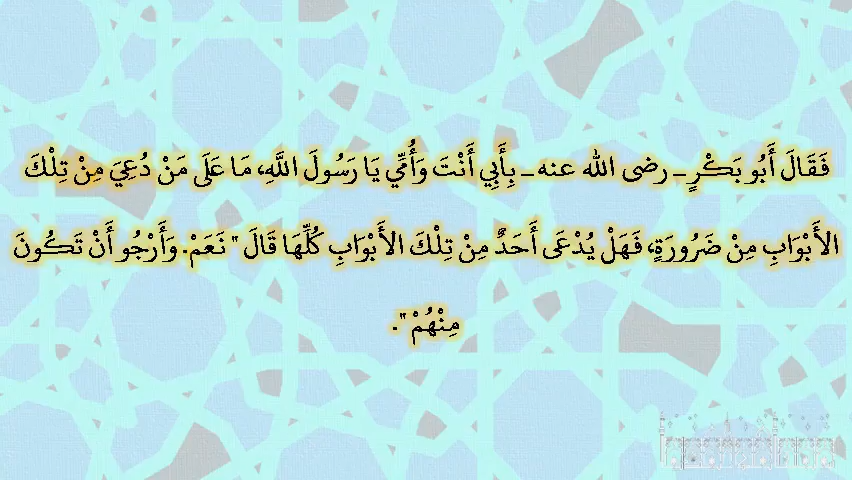 فَقَالَ أَبُو بَكْرٍ ـ رضى الله عنه ـ بِأَبِي أَنْتَ وَأُمِّي يَا رَسُولَ اللَّهِ، مَا عَلَى مَنْ دُعِيَ مِنْ تِلْكَ
الأَبْوَابِ مِنْ ضَرُورَةٍ، فَهَلْ يُدْعَى أَحَدٌ مِنْ تِلْكَ الأَبْوَابِ كُلِّهَا قَالَ " نَعَمْ. وَأَرْجُو أَنْ تَكُونَ
مِنْهُمْ ".